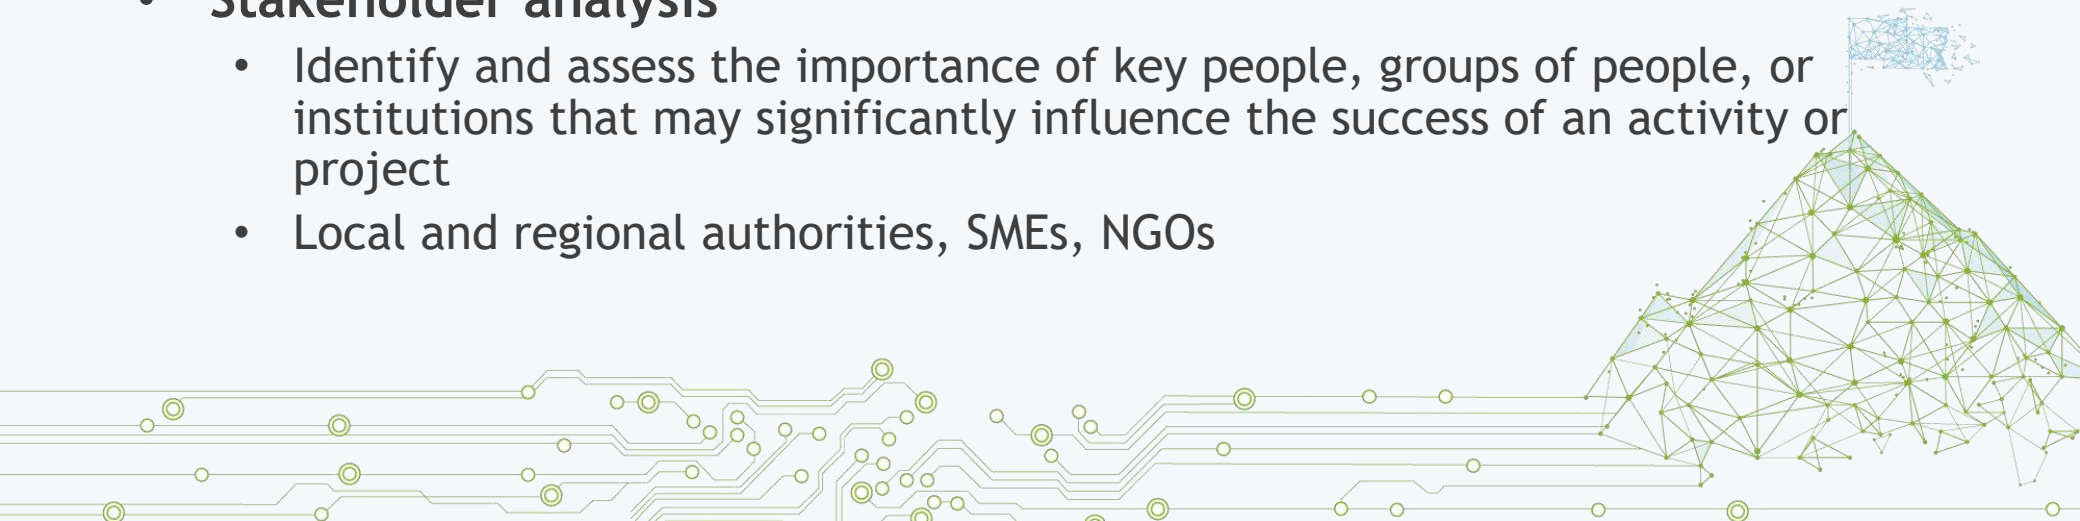 • Stakeholder analysis
• Identify and assess the importance of key people, groups of people, or
institutions that may significantly influence the success of an activity or
project
• Local and regional authorities, SMEs, NGOs